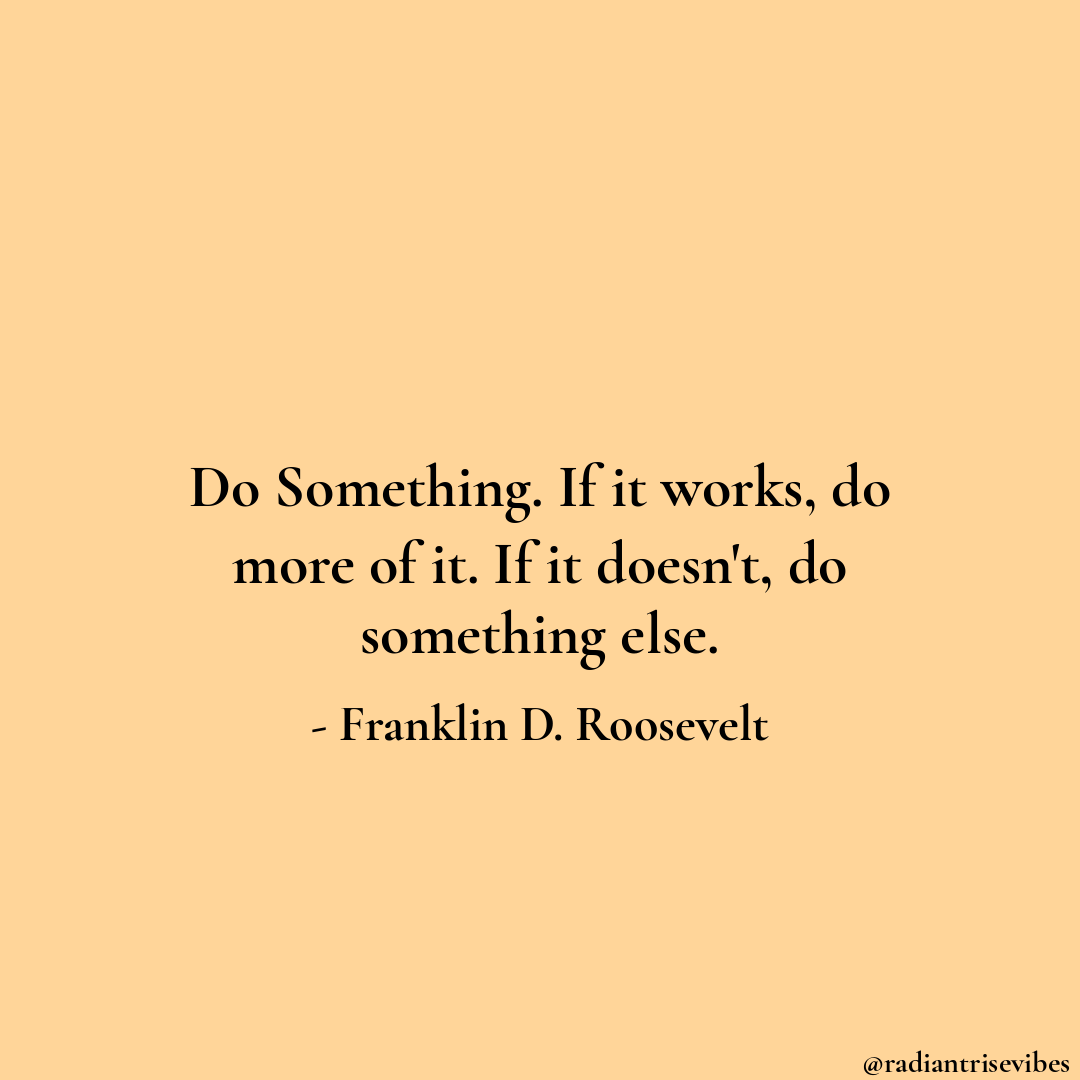 Do Something. If it works, do
more of it. If it doesn't, do
something else.
- Franklin D. Roosevelt
@radiantrisevibes